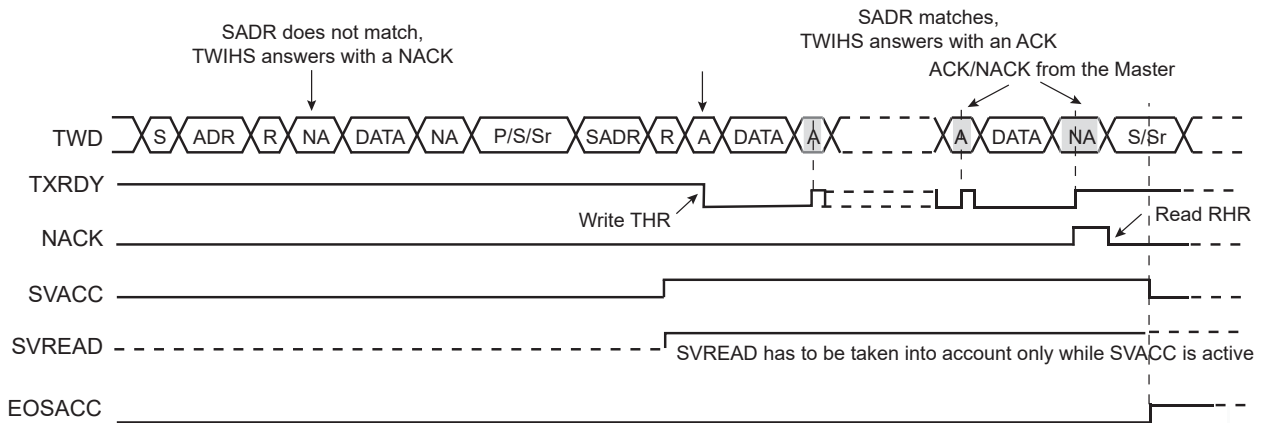 SADR does not match,
TWIHS answers with a NACK
SADR matches,
TWIHS answers with an ACK
ACK/NACK from the Master
TWD S ADR R NA DATA NA P/S/Sr SADR R A DATA A A DATA NA S/Sr
TXRDY
Write THR
Read RHR
NACK
SVACC
SVREAD
SVREAD has to be taken into account only while SVACC is active
EOSACC